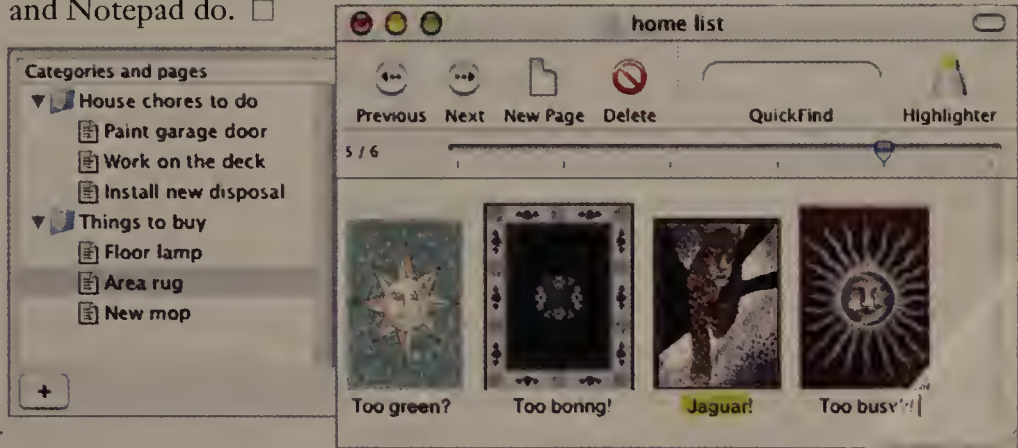 and Notepad do. □
home list
Categories and pages
House chores to do
Paint garage door
Work on the deck
Install new disposal
Things to buy
Floor lamp
Area rug
New mop
+
Previous Next New Page Delete QuickFind Highlighter
5 / 6
Too green? Too boring! Jaguar! Too busy